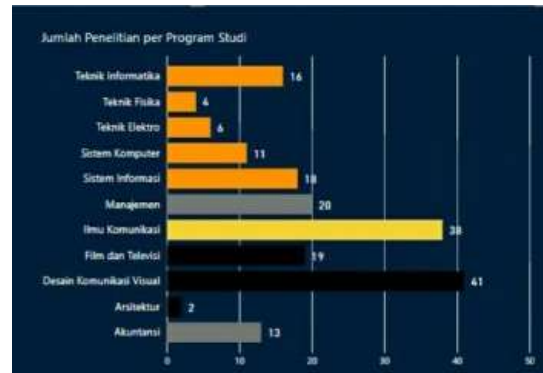 Jumlah Penelitian per Program Studi
Teknik Informatika 16
Teknik Fisika 4
Teknik Elektro 6
Sistem Komputer 11
Sistem Informasi 18
Manajemen 20
Ilmu Komunikasi 38
Film dan Televisi 19
Desain Komunikasi Visual 41
Arsitektur 2
Akuntansi 13
0 10 20 30 40 50